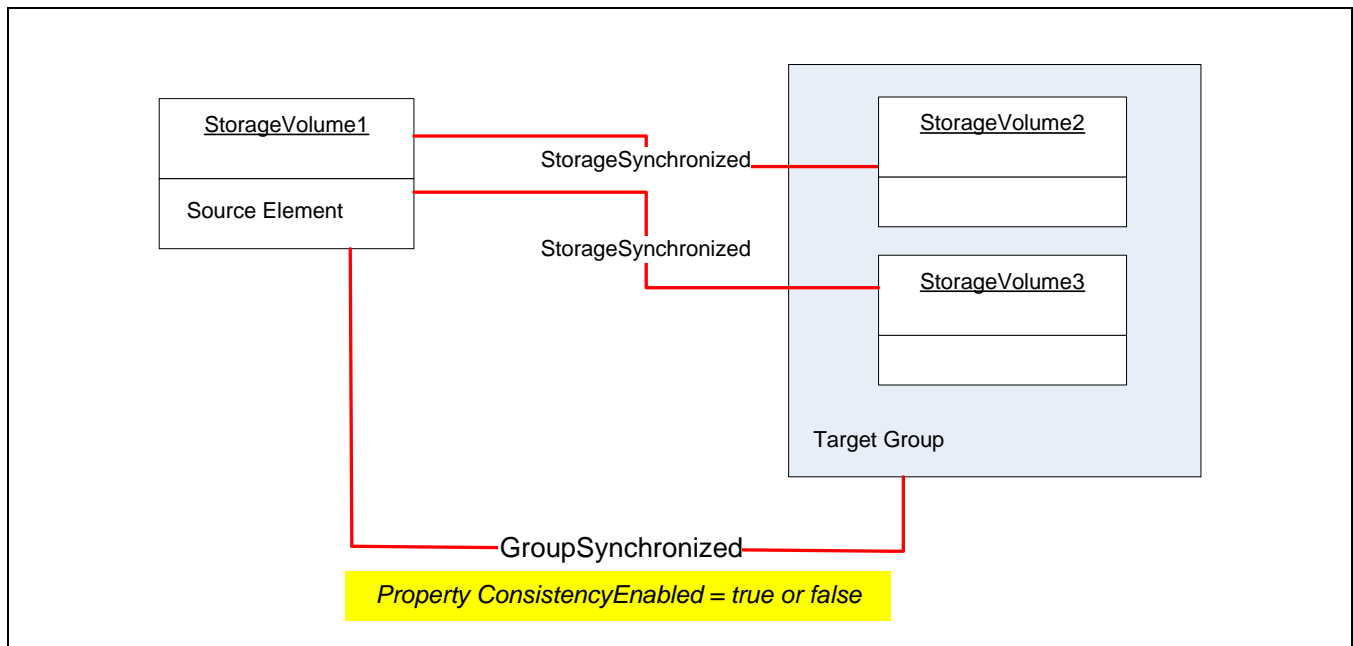 StorageVolume1
Source Element
StorageSynchronized
StorageSynchronized
StorageVolume2
StorageVolume3
Target Group
GroupSynchronized
Property ConsistencyEnabled = true or false